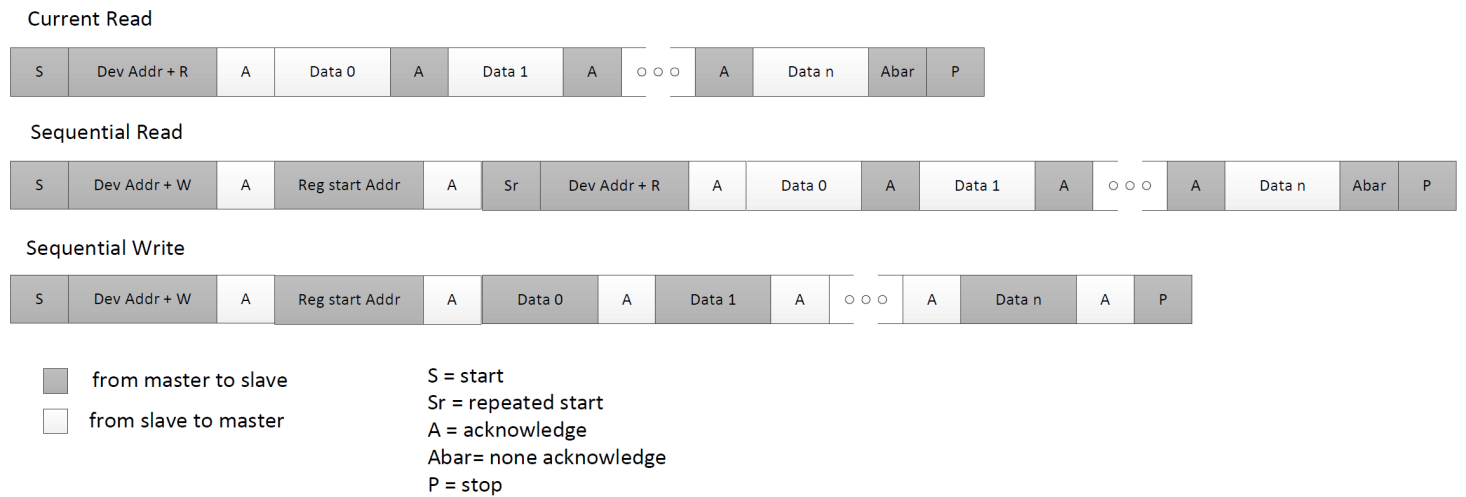 Current Read
S Dev Addr + R A Data 0 A Data 1 A A Data n Abar P
Sequential Read
S Dev Addr + W A Reg start Addr A Sr Dev Addr + R A Data 0 A Data 1 A A Data n Abar P
Sequential Write
S Dev Addr + W A Reg start Addr A Data 0 A Data 1 A A Data n A P
from master to slave
from slave to master
S = start
Sr = repeated start
A = acknowledge
Abar= none acknowledge
P = stop